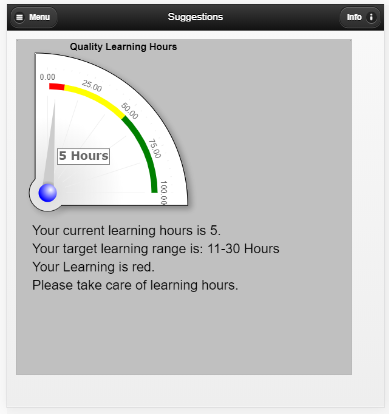 Menu
Suggestions
Info
Quality Learning Hours
0.00
25.00
50.00
75.00
100.00
5 Hours
Your current learning hours is 5.
Your target learning range is: 11-30 Hours
Your Learning is red.
Please take care of learning hours.